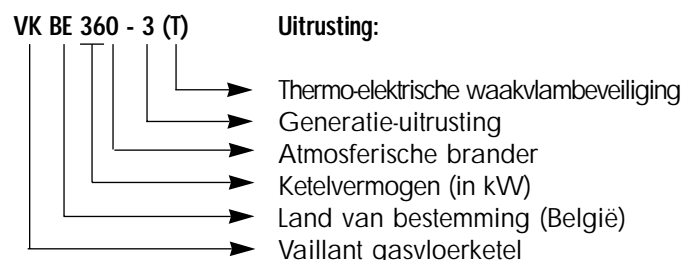 VK BE 360 - 3 (T) Uitrusting:
Thermo-elektrische waakvlambeveiliging
Generatie-uitrusting
Atmosferische brander
Ketelvermogen (in kW)
Land van bestemming (België)
Vaillant gasvloerketel